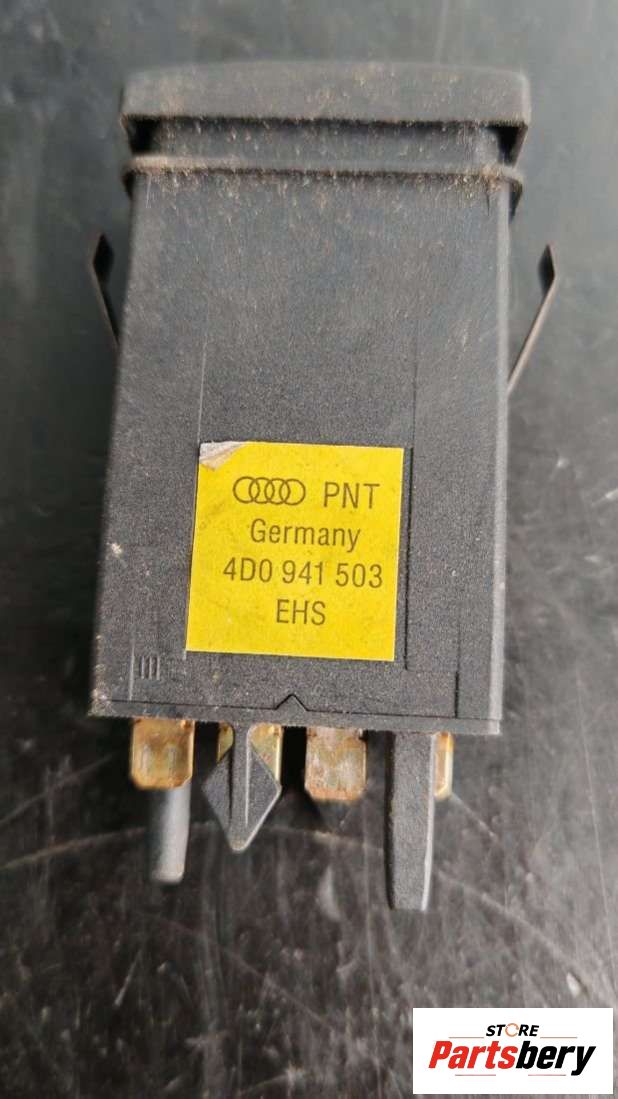 PNT
Germany
4D0 941 503
EHS
STORE
Partsbery